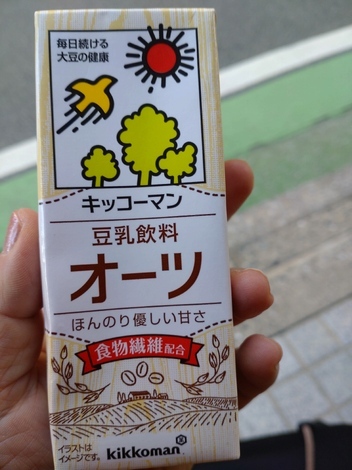 毎日続ける
大豆の健康
キッコーマン
豆乳飲料
オーツ
ほんのり優しい甘さ
食物繊維配合
イラストは
イメージです。
kikkoman®